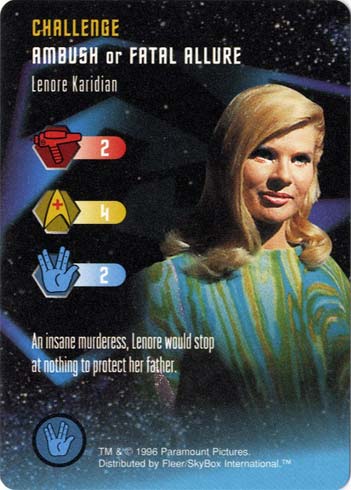 CHALLENGE
AMBUSH or FATAL ALLURE
Lenore Karidian
2
4
2
An insane murderess, Lenore would stop
at nothing to protect her father.
TM & © 1996 Paramount Pictures.
Distributed by Fleer/SkyBox International.™